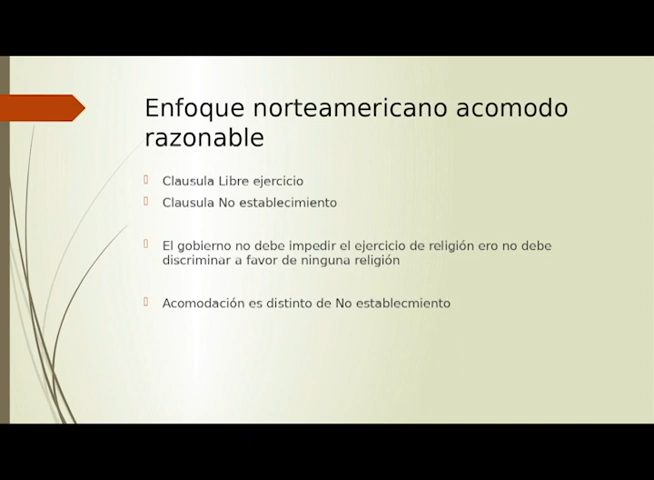 Enfoque norteamericano acomodo
razonable
Clausula Libre ejercicio
Clausula No establecimiento
El gobierno no debe impedir el ejercicio de religión ero no debe
discriminar a favor de ninguna religión
Acomodación es distinto de No establecmiento